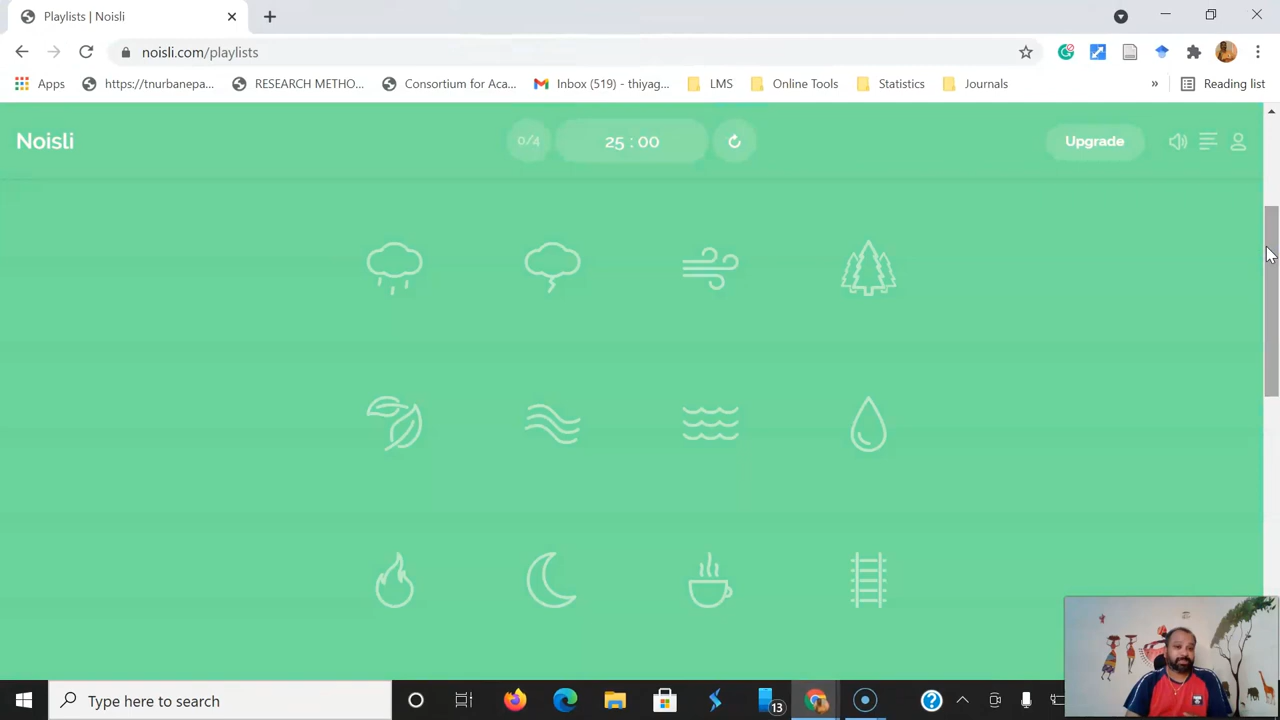 Playlists | Noisli
noisli.com/playlists
Apps https://tnurbanepa... RESEARCH METHO... Consortium for Aca... Inbox (519) - thiyag... LMS Online Tools Statistics Journals » Reading list
Noisli 0/4 25 : 00 Upgrade
Type here to search 13